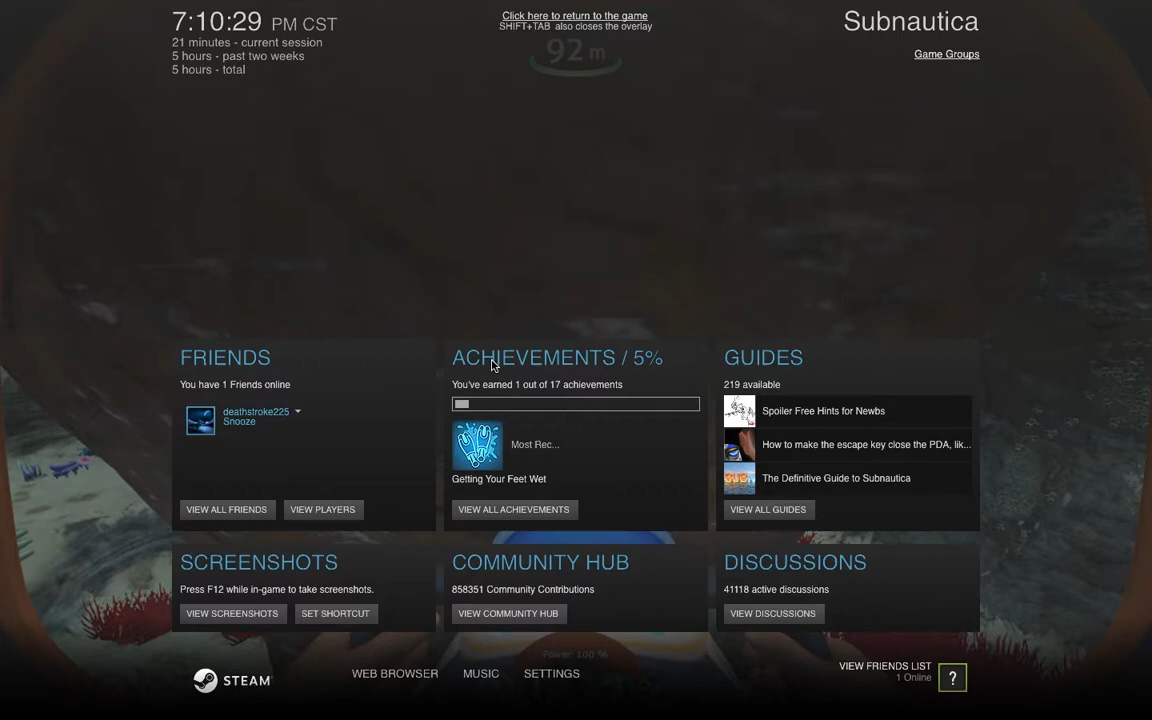 7:10:29 PM CST
21 minutes - current session
5 hours - past two weeks
5 hours - total
Click here to return to the game
SHIFT+TAB also closes the overlay
92 m
Subnautica
Game Groups
FRIENDS
You have 1 Friends online
deathstroke225
Snooze
VIEW ALL FRIENDS
VIEW PLAYERS
ACHIEVEMENTS / 5%
You've earned 1 out of 17 achievements
Most Rec...
Getting Your Feet Wet
VIEW ALL ACHIEVEMENTS
GUIDES
219 available
Spoiler Free Hints for Newbs
How to make the escape key close the PDA, lik...
The Definitive Guide to Subnautica
VIEW ALL GUIDES
SCREENSHOTS
Press F12 while in-game to take screenshots.
VIEW SCREENSHOTS
SET SHORTCUT
COMMUNITY HUB
858351 Community Contributions
VIEW COMMUNITY HUB
DISCUSSIONS
41118 active discussions
VIEW DISCUSSIONS
Power: 100 %
STEAM
WEB BROWSER
MUSIC
SETTINGS
VIEW FRIENDS LIST
1 Online
?